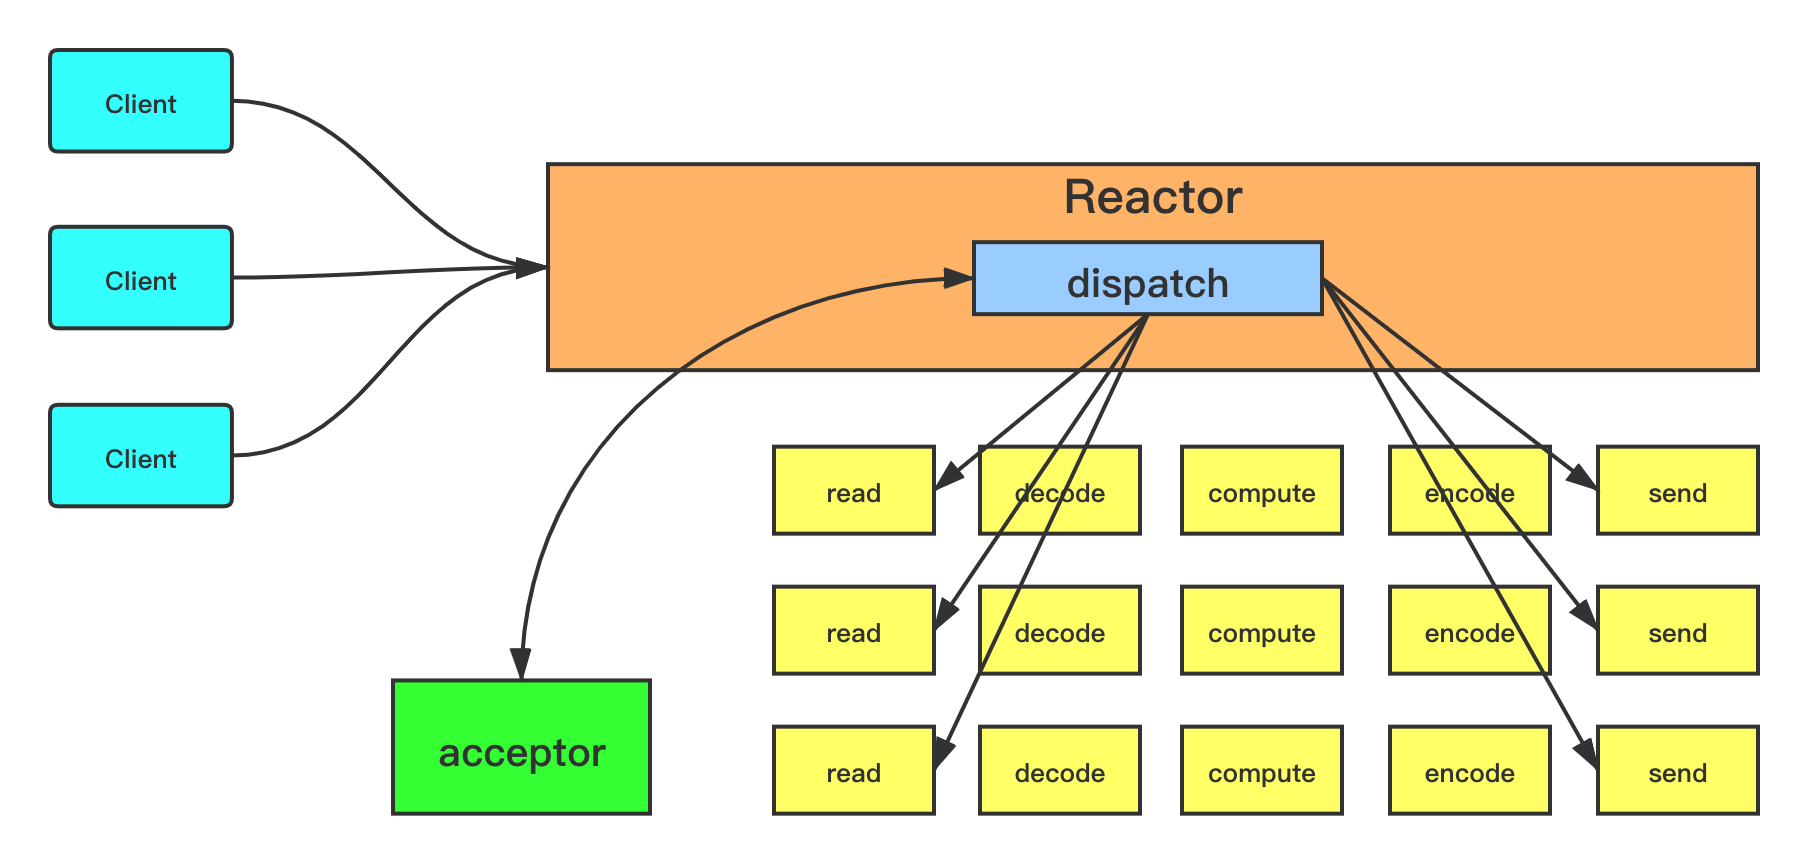 Client
Client
Client
Reactor
dispatch
acceptor
read decode compute encode send
read decode compute encode send
read decode compute encode send